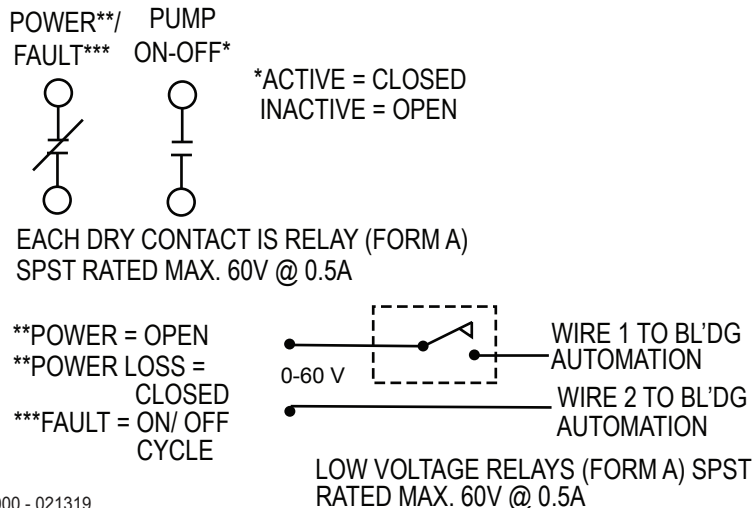 POWER**/
FAULT***
PUMP
ON-OFF*
*ACTIVE = CLOSED
INACTIVE = OPEN
EACH DRY CONTACT IS RELAY (FORM A)
SPST RATED MAX. 60V @ 0.5A
**POWER = OPEN
**POWER LOSS =
CLOSED
***FAULT = ON/ OFF
CYCLE
0-60 V
WIRE 1 TO BL'DG
AUTOMATION
WIRE 2 TO BL'DG
AUTOMATION
LOW VOLTAGE RELAYS (FORM A) SPST
RATED MAX. 60V @ 0.5A
00 - 021319